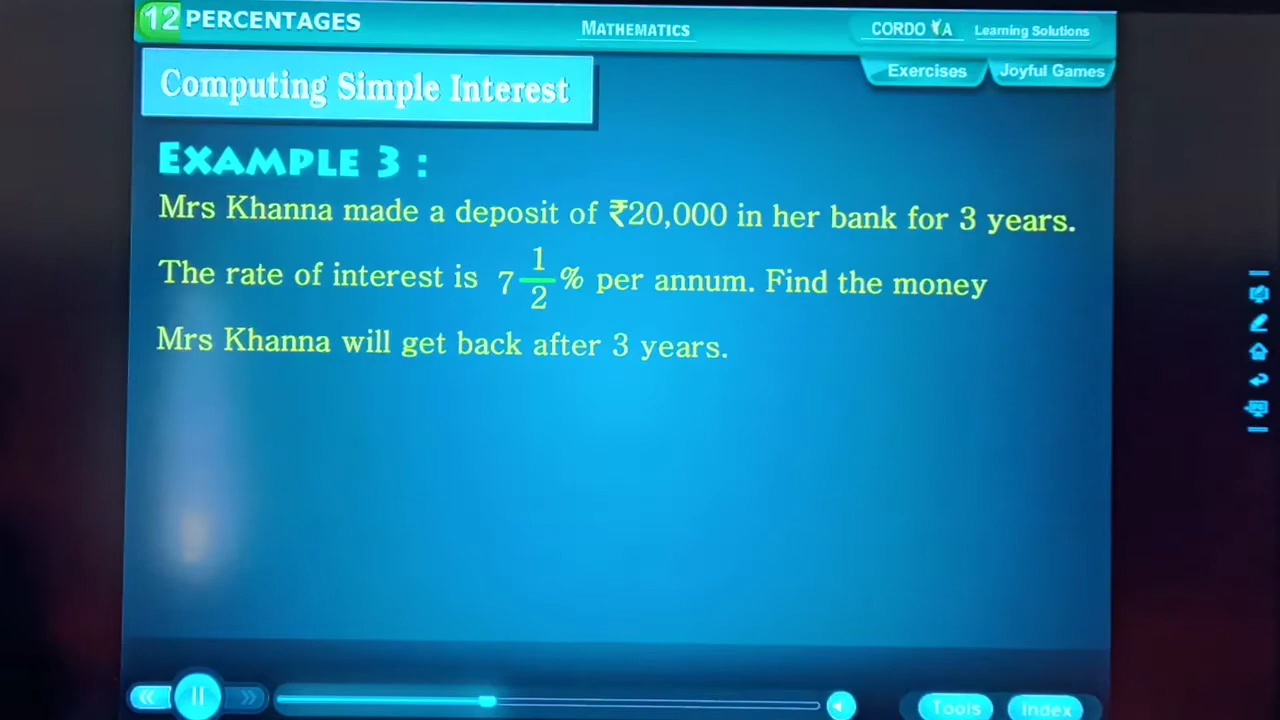 12 PERCENTAGES
MATHEMATICS
CORDO A Learning Solutions
Exercises
Joyful Games
Computing Simple Interest
EXAMPLE 3 :
Mrs Khanna made a deposit of ₹20,000 in her bank for 3 years.
The rate of interest is 7 1/2 % per annum. Find the money
Mrs Khanna will get back after 3 years.
Tools
Index